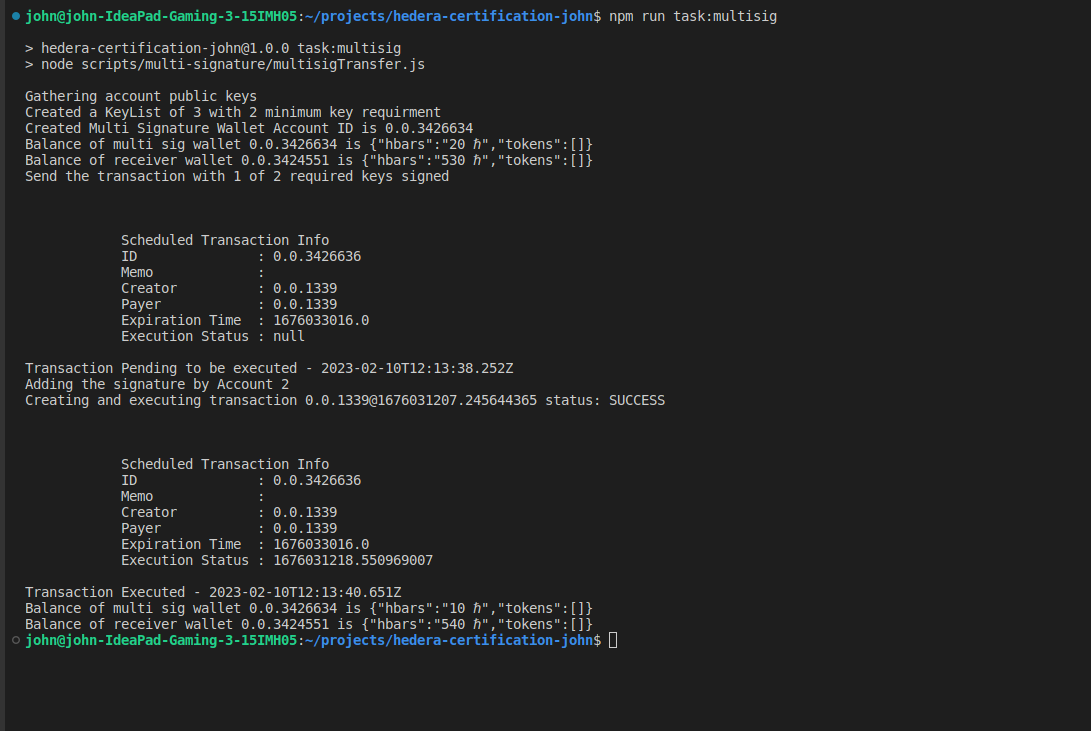 john@john-IdeaPad-Gaming-3-15IMH05:~/projects/hedera-certification-john$ npm run task:multisig
> hedera-certification-john@1.0.0 task:multisig
> node scripts/multi-signature/multisigTransfer.js
Gathering account public keys
Created a KeyList of 3 with 2 minimum key requirment
Created Multi Signature Wallet Account ID is 0.0.3426634
Balance of multi sig wallet 0.0.3426634 is {"hbars":"20 ℏ","tokens":[]}
Balance of receiver wallet 0.0.3424551 is {"hbars":"530 ℏ","tokens":[]}
Send the transaction with 1 of 2 required keys signed
Scheduled Transaction Info
ID : 0.0.3426636
Memo :
Creator : 0.0.1339
Payer : 0.0.1339
Expiration Time : 1676033016.0
Execution Status : null
Transaction Pending to be executed - 2023-02-10T12:13:38.252Z
Adding the signature by Account 2
Creating and executing transaction 0.0.1339@1676031207.245644365 status: SUCCESS
Scheduled Transaction Info
ID : 0.0.3426636
Memo :
Creator : 0.0.1339
Payer : 0.0.1339
Expiration Time : 1676033016.0
Execution Status : 1676031218.550969007
Transaction Executed - 2023-02-10T12:13:40.651Z
Balance of multi sig wallet 0.0.3426634 is {"hbars":"10 ℏ","tokens":[]}
Balance of receiver wallet 0.0.3424551 is {"hbars":"540 ℏ","tokens":[]}
john@john-IdeaPad-Gaming-3-15IMH05:~/projects/hedera-certification-john$